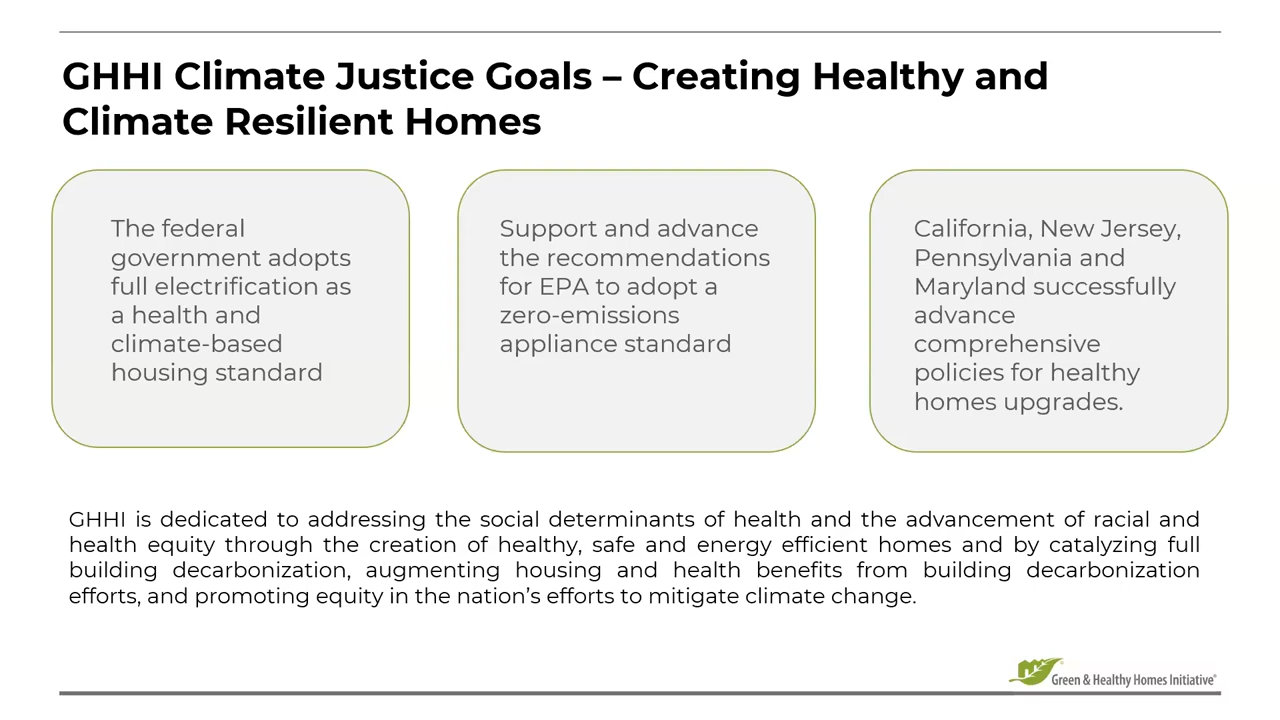 GHHI Climate Justice Goals – Creating Healthy and
Climate Resilient Homes
The federal
government adopts
full electrification as
a health and
climate-based
housing standard
Support and advance
the recommendations
for EPA to adopt a
zero-emissions
appliance standard
California, New Jersey,
Pennsylvania and
Maryland successfully
advance
comprehensive
policies for healthy
homes upgrades.
GHHI is dedicated to addressing the social determinants of health and the advancement of racial and
health equity through the creation of healthy, safe and energy efficient homes and by catalyzing full
building decarbonization, augmenting housing and health benefits from building decarbonization
efforts, and promoting equity in the nation’s efforts to mitigate climate change.
Green & Healthy Homes Initiative®